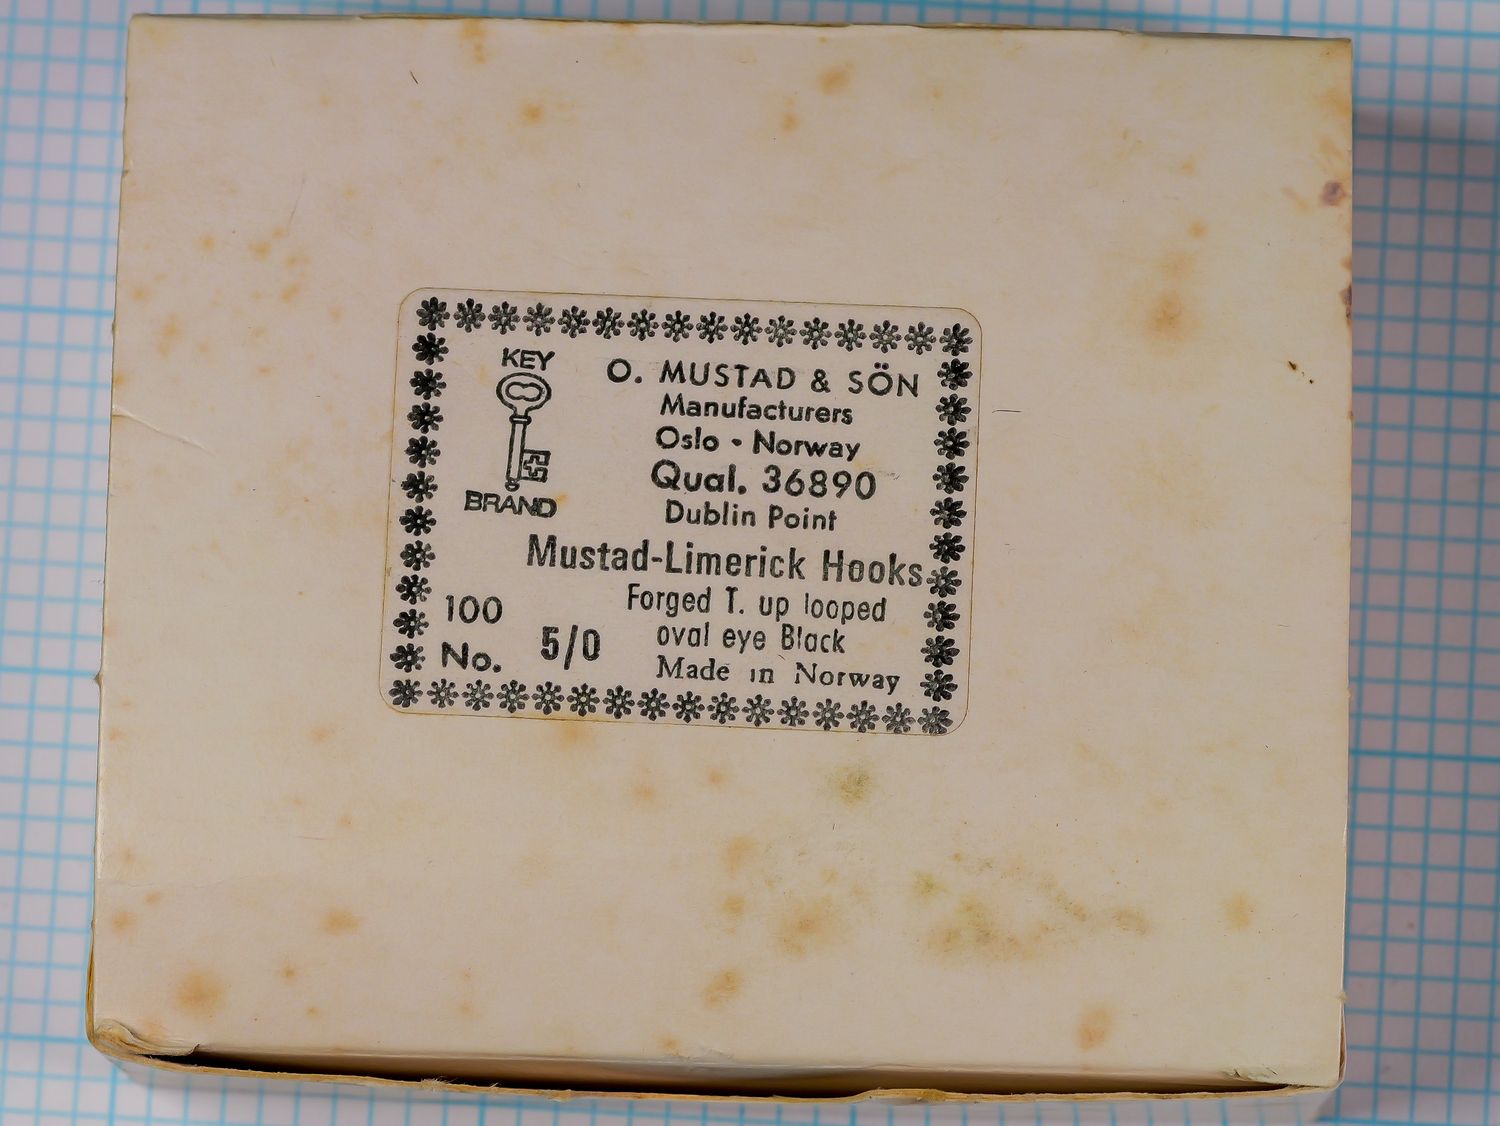 KEY
BRAND
O. MUSTAD & SÖN
Manufacturers
Oslo • Norway
Qual. 36890
Dublin Point
Mustad-Limerick Hooks
Forged T. up looped
oval eye Black
Made in Norway
100
No. 5/0